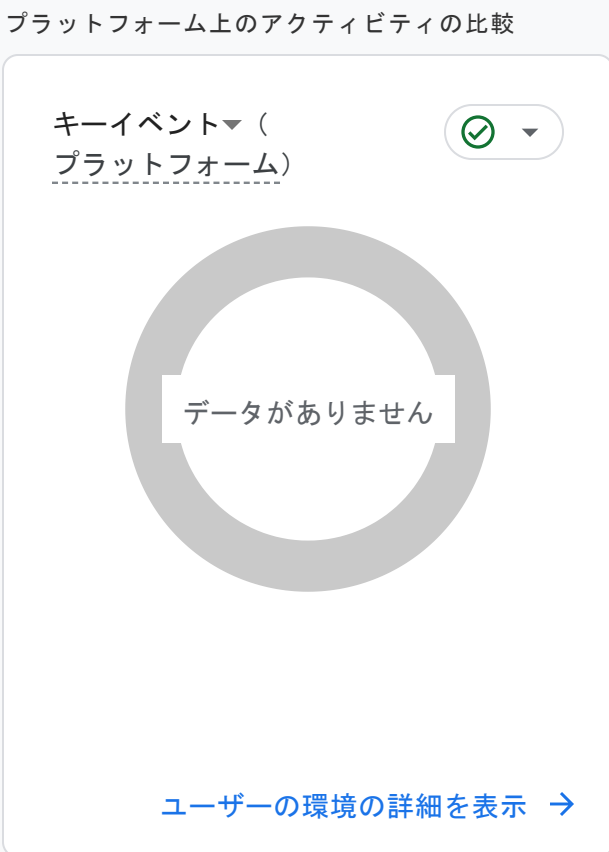 プラットフォーム上のアクティビティの比較
キーイベント（
プラットフォーム）
データがありません
ユーザーの環境の詳細を表示